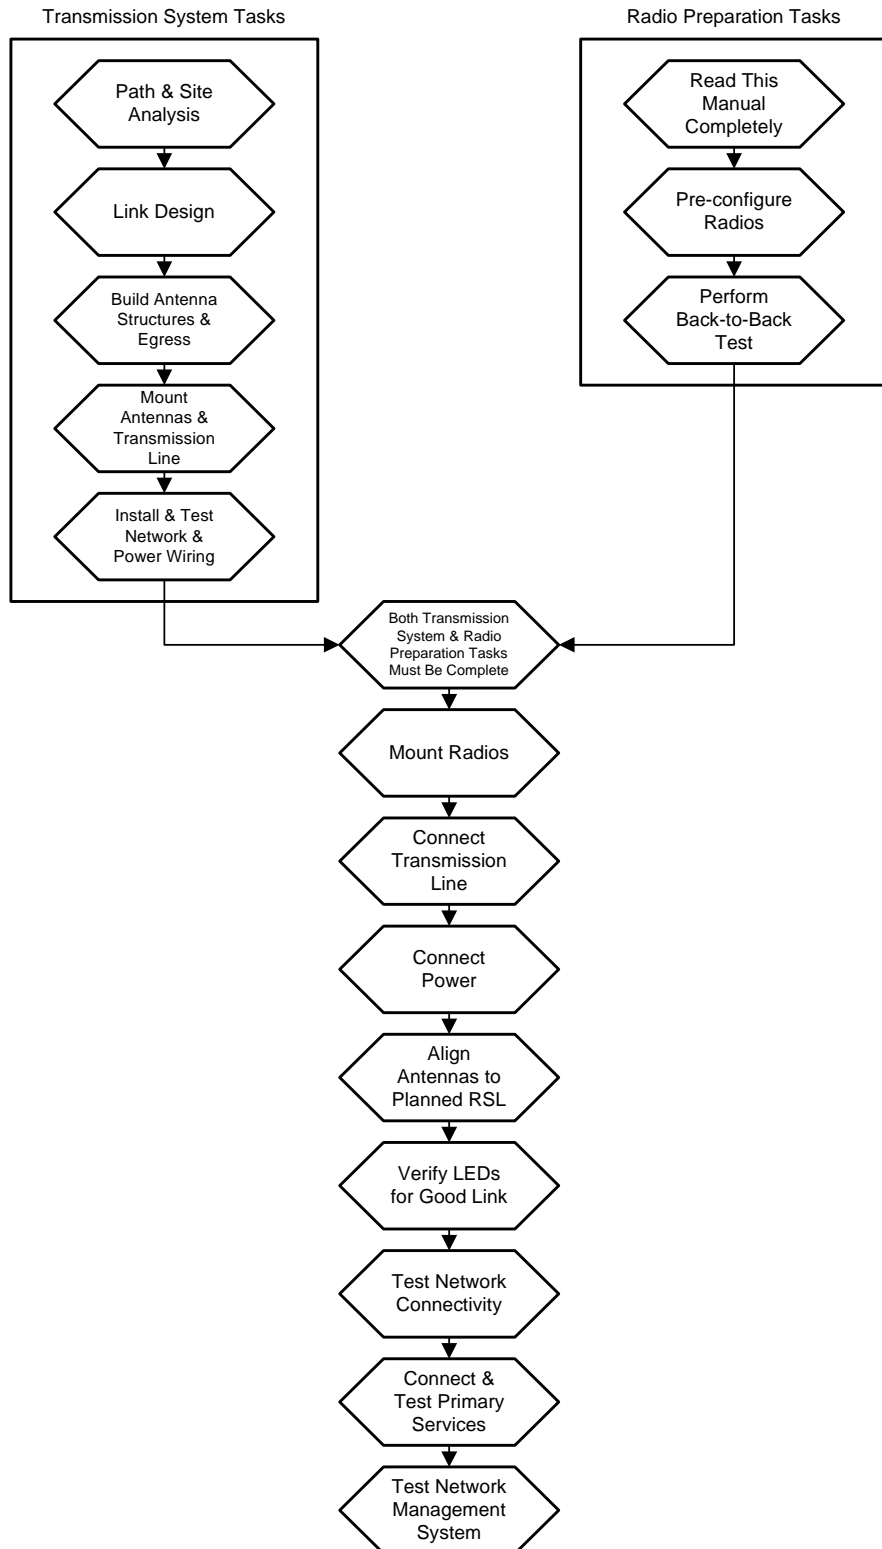 Transmission System Tasks
Path & Site
Analysis
Link Design
Build Antenna
Structures &
Egress
Mount
Antennas &
Transmission
Line
Install & Test
Network &
Power Wiring
Radio Preparation Tasks
Read This
Manual
Completely
Pre-configure
Radios
Perform
Back-to-Back
Test
Both Transmission
System & Radio
Preparation Tasks
Must Be Complete
Mount Radios
Connect
Transmission
Line
Connect
Power
Align
Antennas to
Planned RSL
Verify LEDs
for Good Link
Test Network
Connectivity
Connect &
Test Primary
Services
Test Network
Management
System